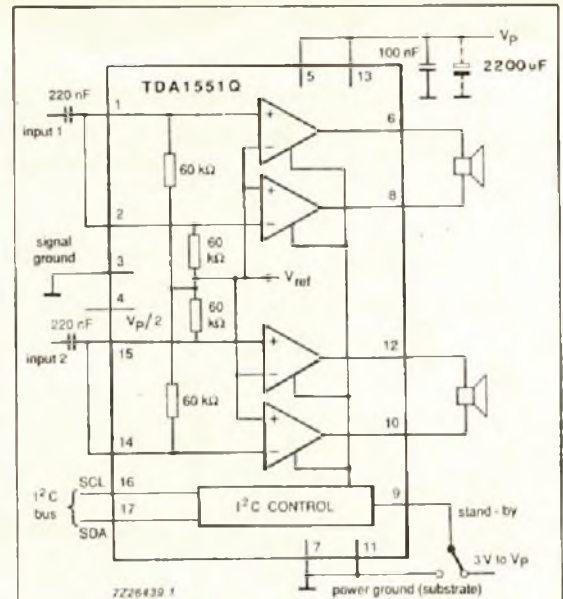 VP
100 nF
2200uF
5
13
TDA1551Q
220 nF
1
6
input 1
+
−
60 kΩ
+
−
8
2
60
kΩ
signal
ground
3
Vref
4
60
kΩ
220 nF
VP/2
15
12
input 2
+
−
60 kΩ
+
−
14
10
SCL
16
I²C
bus
I²C CONTROL
9
17
SDA
stand-by
7
11
3V to VP
7Z26439.1
power ground (substrate)